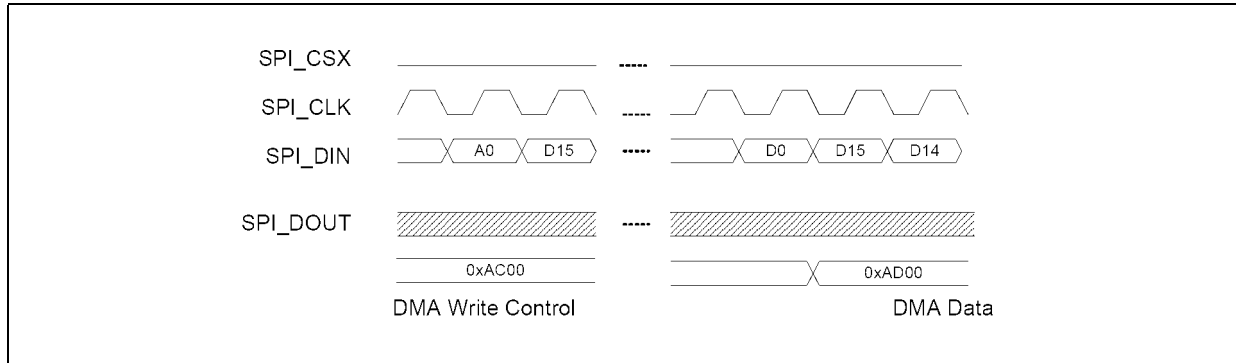 SPI_CSX
SPI_CLK
SPI_DIN A0 D15 D0 D15 D14
SPI_DOUT
0xAC00 0xAD00
DMA Write Control DMA Data